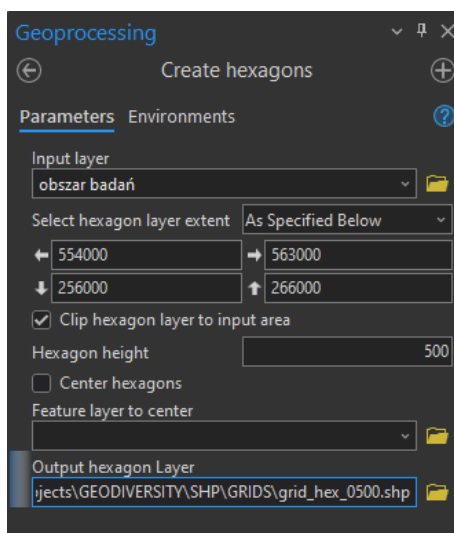 Geoprocessing
Create hexagons
Parameters Environments
Input layer
obszar badań
Select hexagon layer extent As Specified Below
554000 563000
256000 266000
Clip hexagon layer to input area
Hexagon height 500
Center hexagons
Feature layer to center
Output hexagon Layer
ojects\GEODIVERSITY\SHP\GRIDS\grid_hex_0500.shp